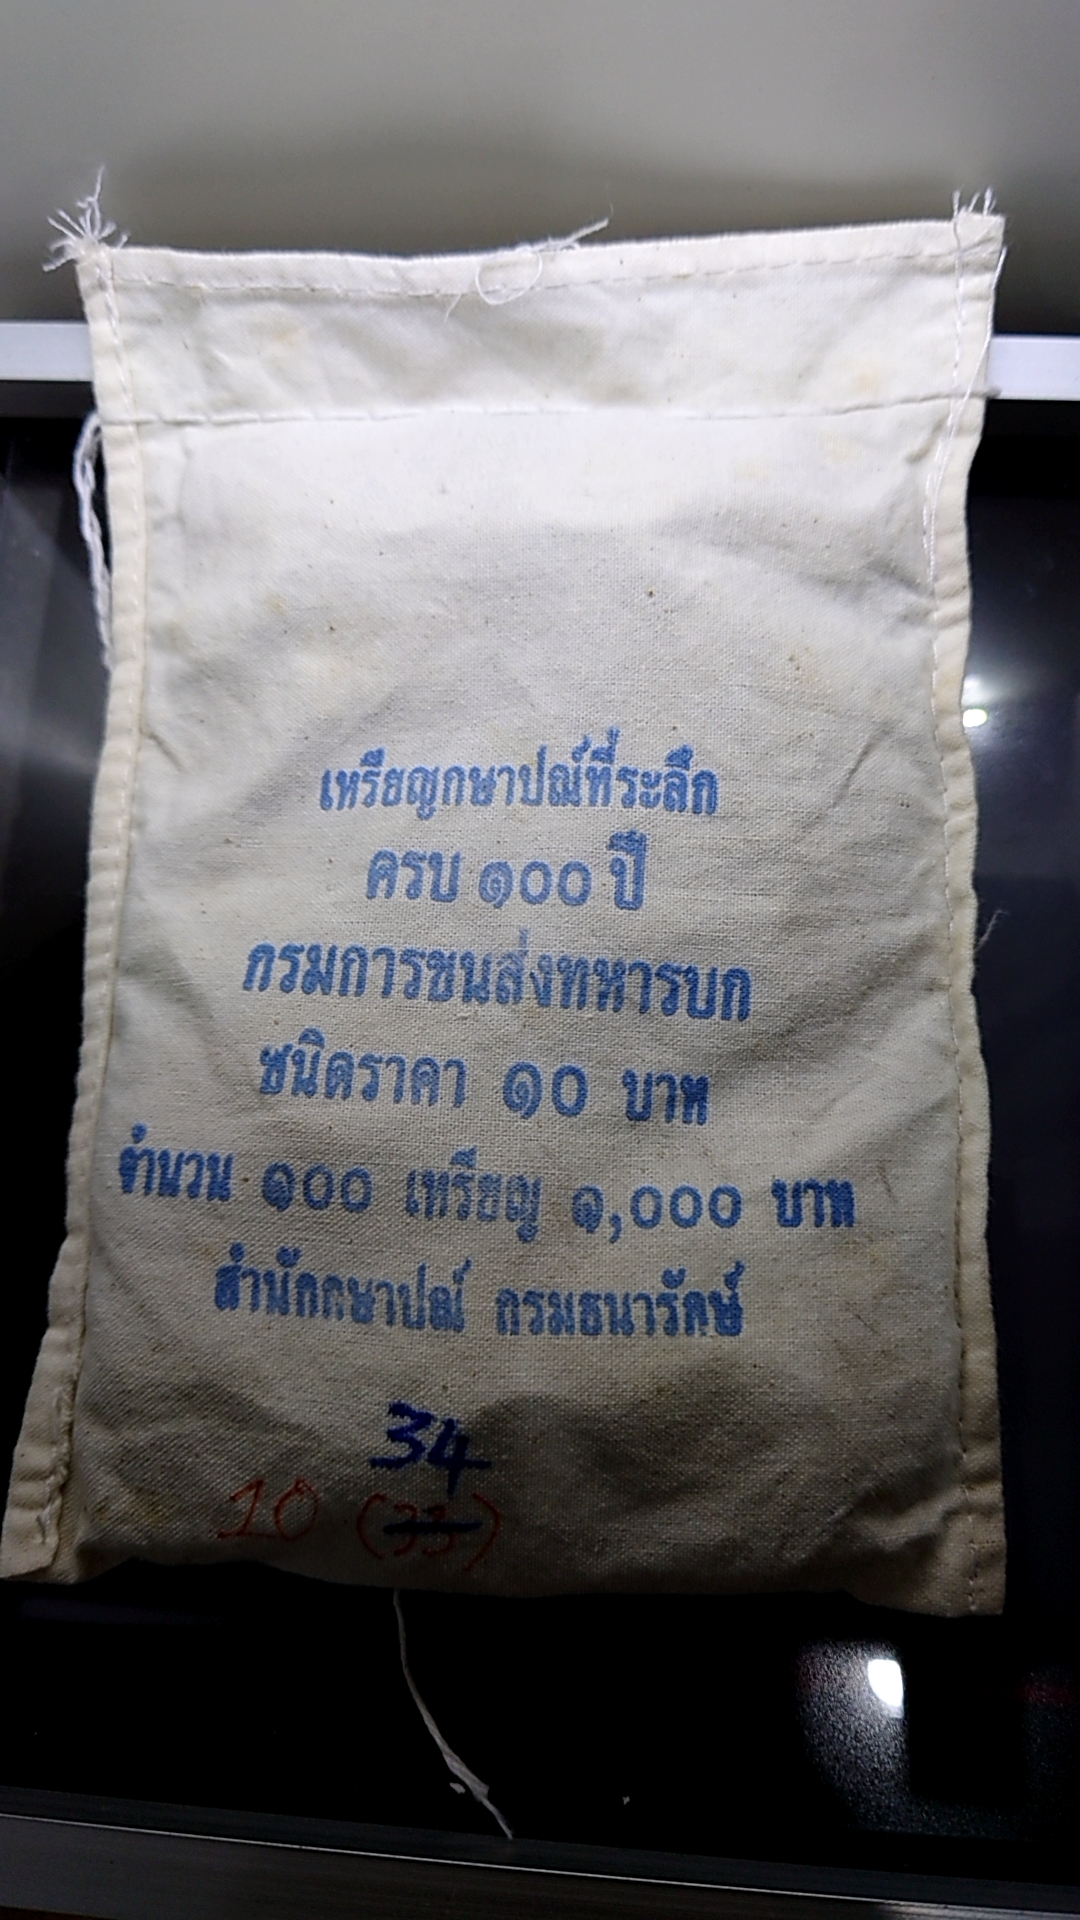 เหรียญกษาปณ์ที่ระลึก
ครบ ๑๐๐ ปี
กรมการขนส่งทหารบก
ชนิดราคา ๑๐ บาท
จำนวน ๑๐๐ เหรียญ ๑,๐๐๐ บาท
สำนักกษาปณ์ กรมธนารักษ์
34
10 (33)